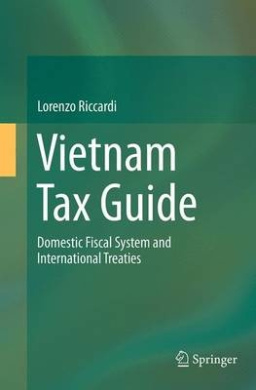 Lorenzo Riccardi
Vietnam
Tax Guide
Domestic Fiscal System and
International Treaties
Springer